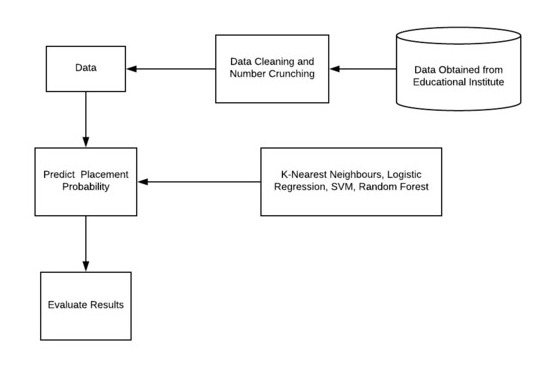 Data
Data Cleaning and
Number Crunching
Data Obtained from
Educational Institute
Predict Placement
Probability
K-Nearest Neighbours, Logistic
Regression, SVM, Random Forest
Evaluate Results